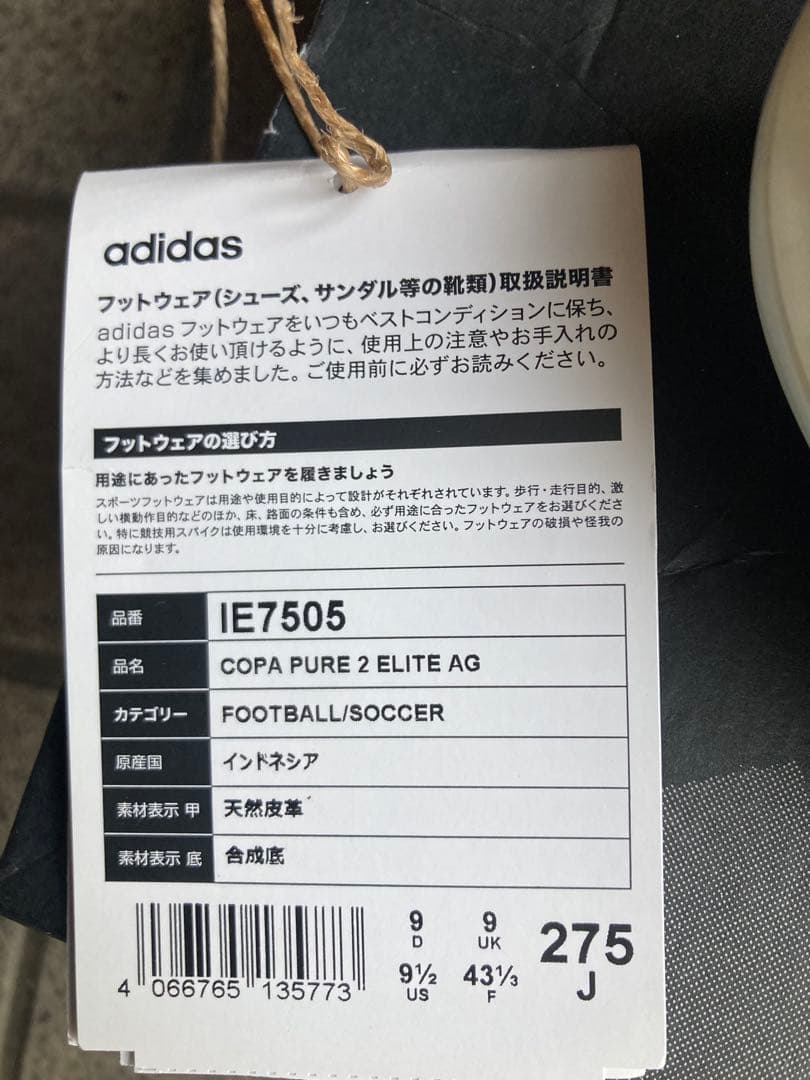 adidas
フットウェア(シューズ、サンダル等の靴類)取扱説明書
adidas フットウェアをいつもベストコンディションに保ち、
より長くお使い頂けるように、使用上の注意やお手入れの
方法などを集めました。ご使用前に必ずお読みください。
フットウェアの選び方
用途にあったフットウェアを履きましょう
スポーツフットウェアは用途や使用目的によって設計がそれぞれされています。歩行・走行目的、激
しい横動作目的などのほか、床、路面の条件も含め、必ず用途に合ったフットウェアをお選びくださ
い。特に競技用スパイクは使用環境を十分に考慮し、お選びください。フットウェアの破損や怪我の
原因になります。
品番 IE7505
品名 COPA PURE 2 ELITE AG
カテゴリー FOOTBALL/SOCCER
原産国 インドネシア
素材表示 甲 天然皮革
素材表示 底 合成底
9 9 275
D UK J
9½ 43⅓
US F
4 066765 135773